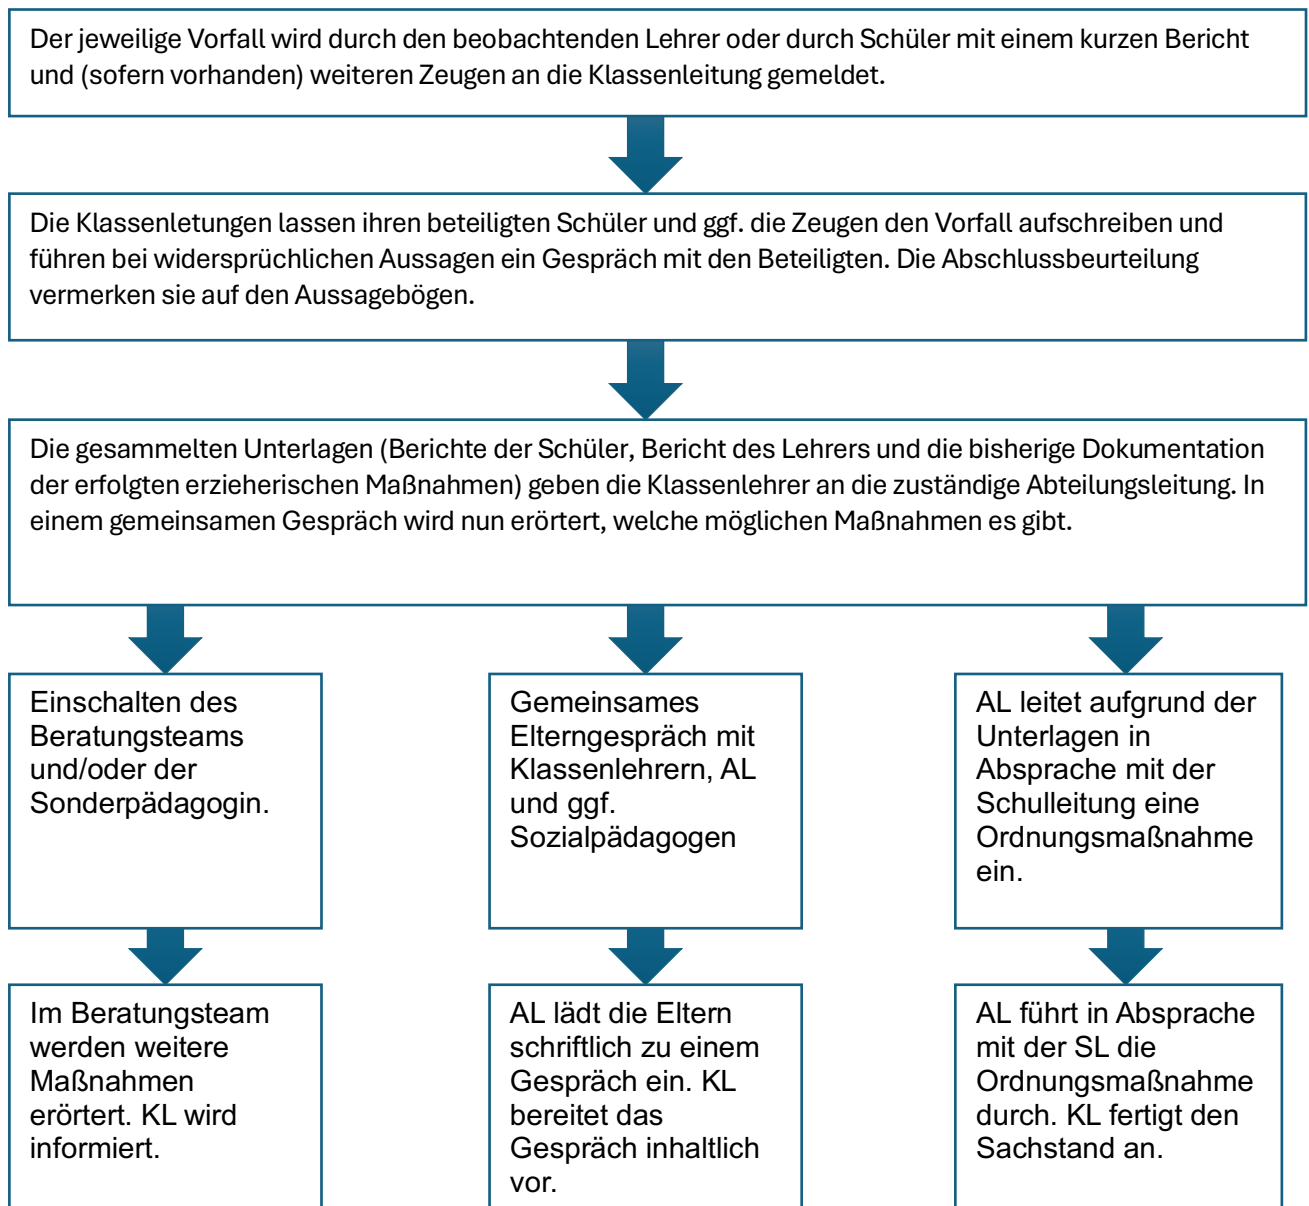 Der jeweilige Vorfall wird durch den beobachtenden Lehrer oder durch Schüler mit einem kurzen Bericht
und (sofern vorhanden) weiteren Zeugen an die Klassenleitung gemeldet.
Die Klassenletungen lassen ihren beteiligten Schüler und ggf. die Zeugen den Vorfall aufschreiben und
führen bei widersprüchlichen Aussagen ein Gespräch mit den Beteiligten. Die Abschlussbeurteilung
vermerken sie auf den Aussagebögen.
Die gesammelten Unterlagen (Berichte der Schüler, Bericht des Lehrers und die bisherige Dokumentation
der erfolgten erzieherischen Maßnahmen) geben die Klassenlehrer an die zuständige Abteilungsleitung. In
einem gemeinsamen Gespräch wird nun erörtert, welche möglichen Maßnahmen es gibt.
Einschalten des
Beratungsteams
und/oder der
Sonderpädagogin.
Gemeinsames
Elterngespräch mit
Klassenlehrern, AL
und ggf.
Sozialpädagogen
AL leitet aufgrund der
Unterlagen in
Absprache mit der
Schulleitung eine
Ordnungsmaßnahme
ein.
Im Beratungsteam
werden weitere
Maßnahmen
erörtert. KL wird
informiert.
AL lädt die Eltern
schriftlich zu einem
Gespräch ein. KL
bereitet das
Gespräch inhaltlich
vor.
AL führt in Absprache
mit der SL die
Ordnungsmaßnahme
durch. KL fertigt den
Sachstand an.